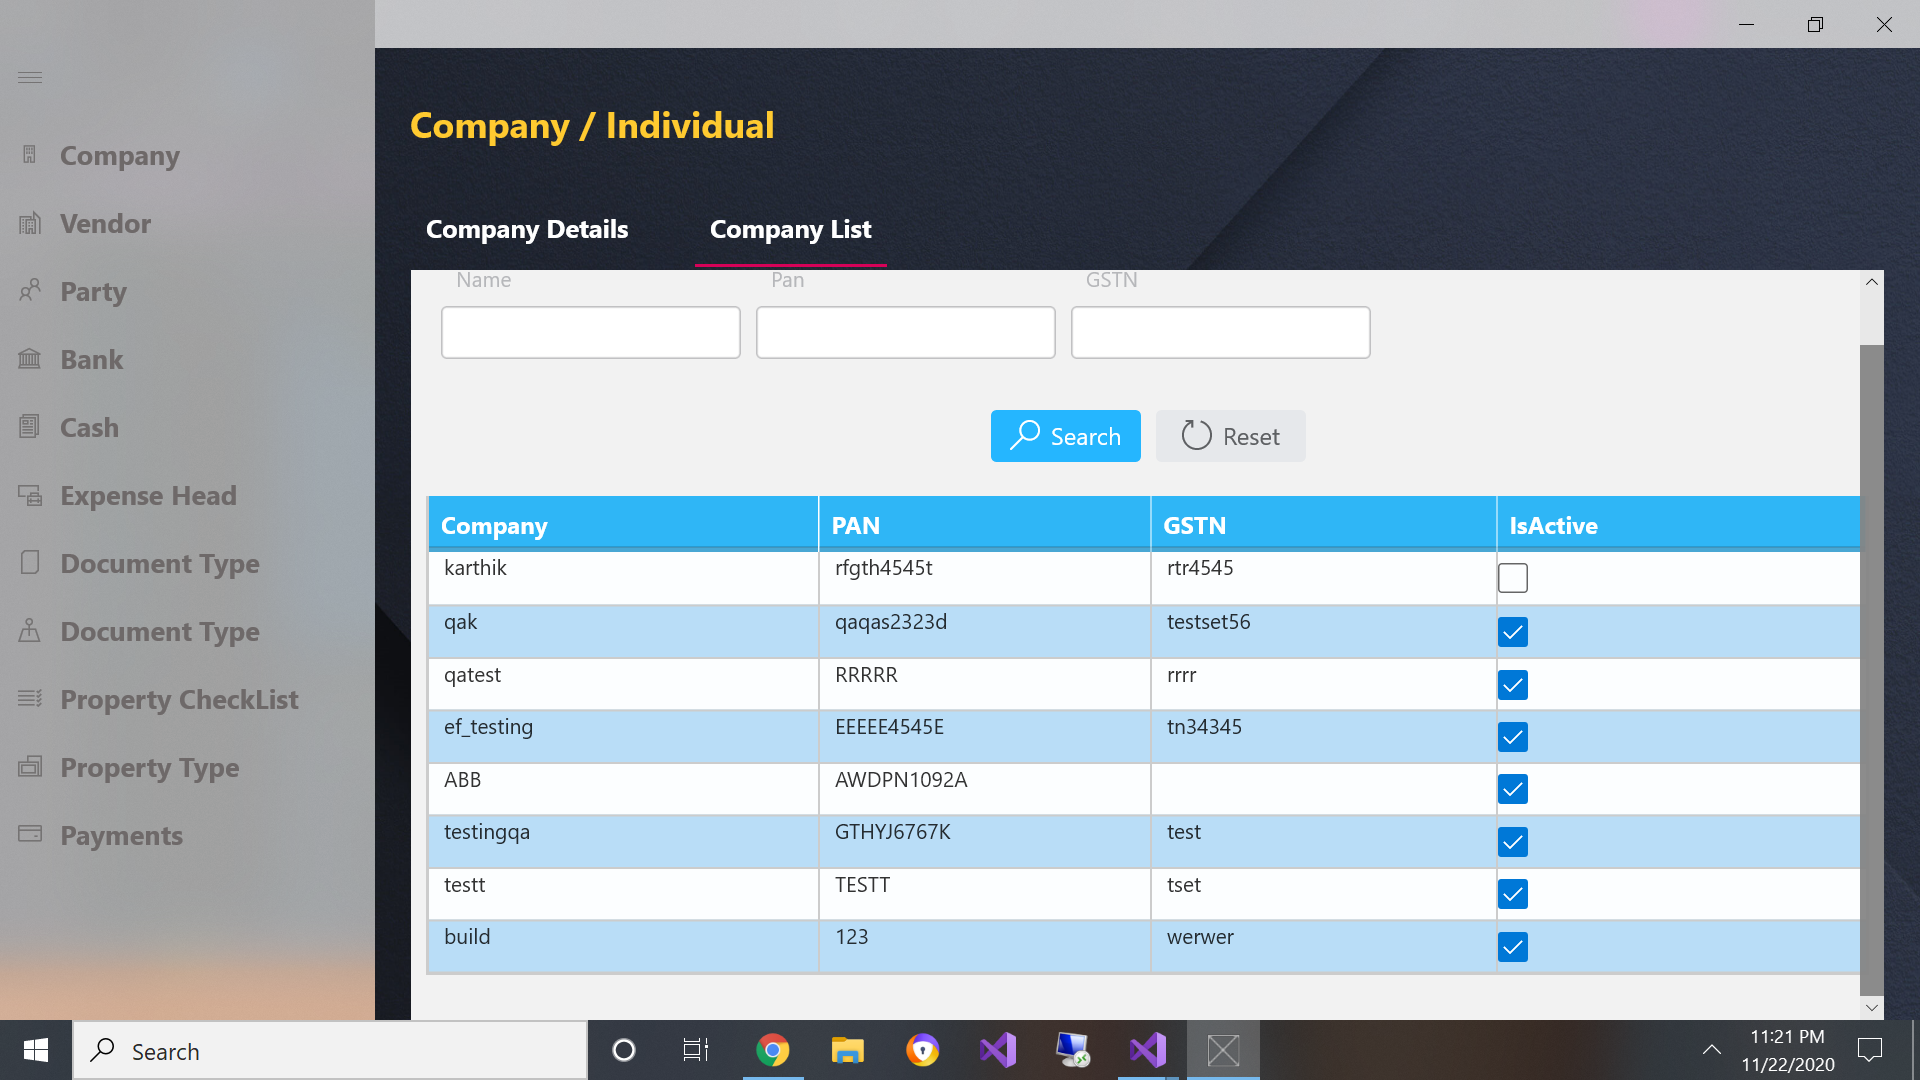 Company
Vendor
Party
Bank
Cash
Expense Head
Document Type
Document Type
Property CheckList
Property Type
Payments
Company / Individual
Company Details Company List
Name Pan GSTN
Search Reset
Company PAN GSTN IsActive
karthik rfgth4545t rtr4545
qak qaqas2323d testset56
qatest RRRRR rrrr
ef_testing EEEEE4545E tn34345
ABB AWDPN1092A
testingqa GTHYJ6767K test
testt TESTT tset
build 123 werwer
Search
11:21 PM
11/22/2020